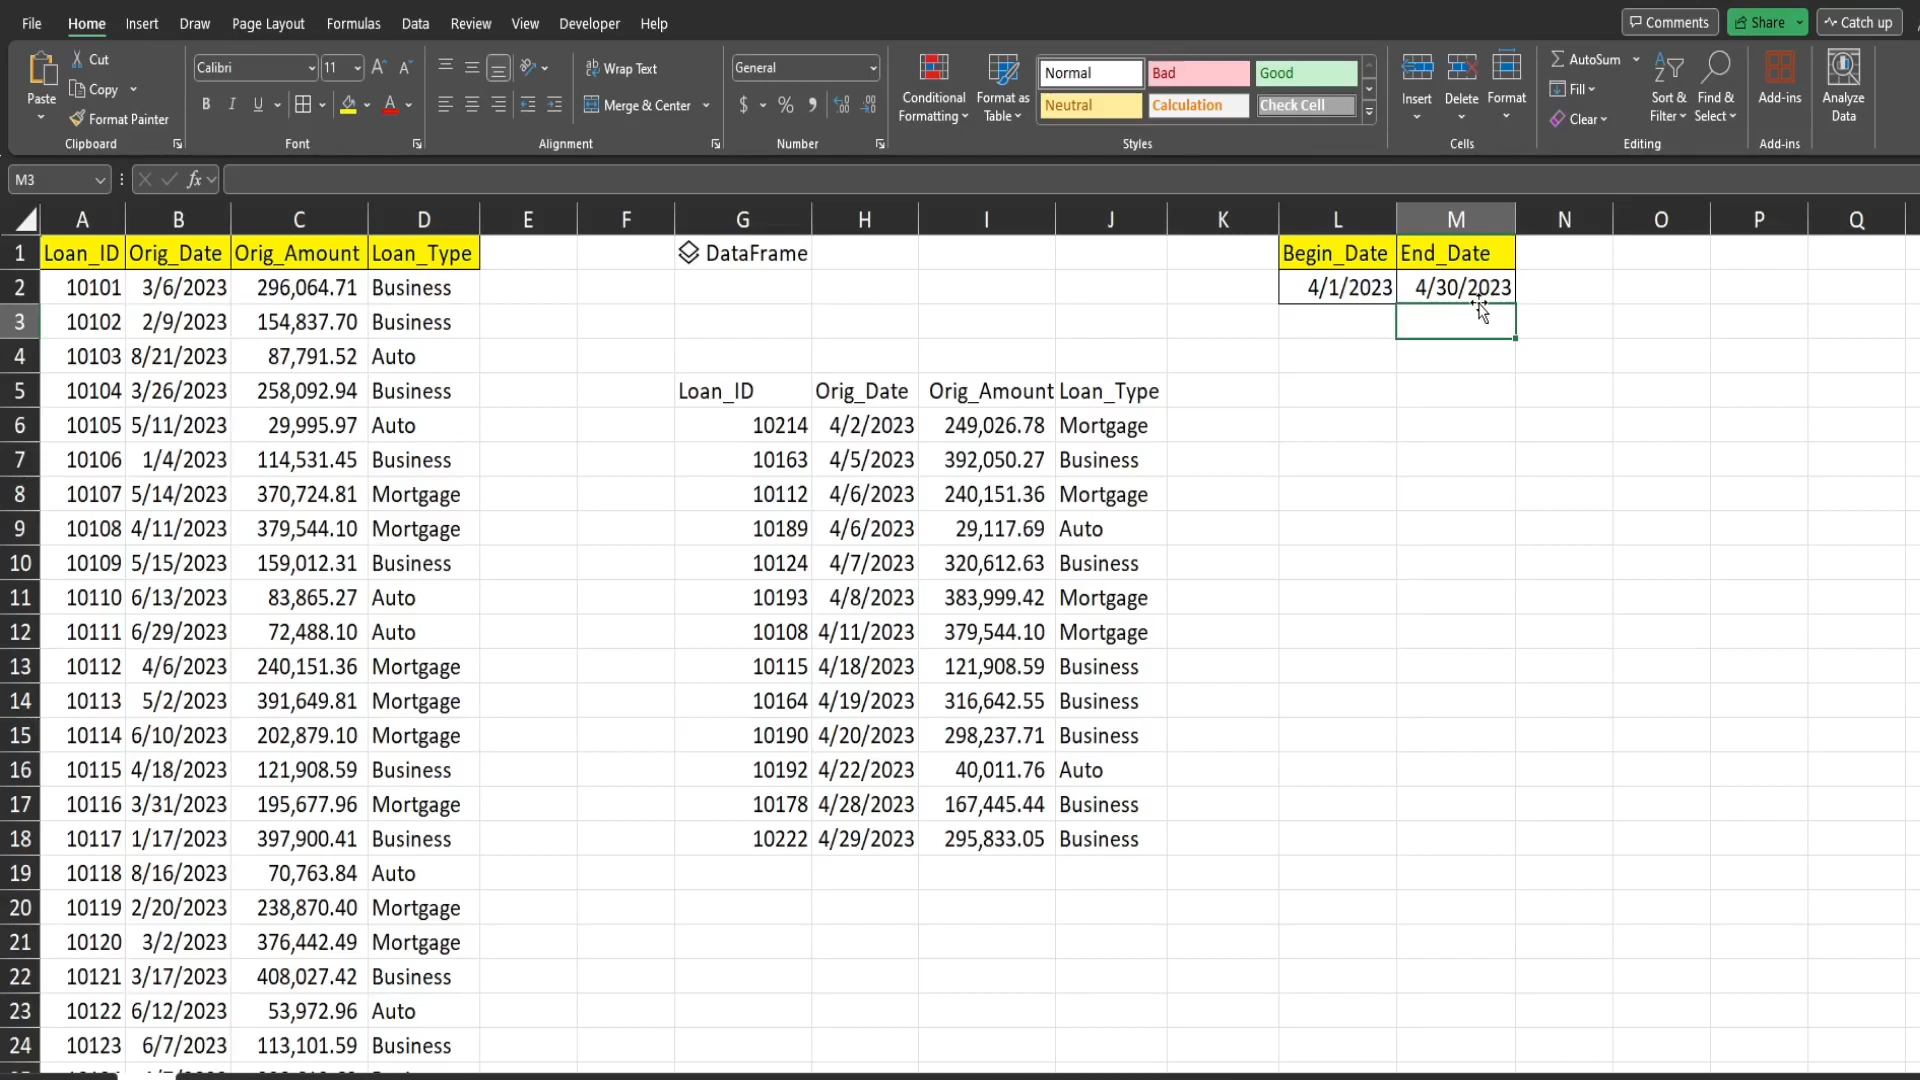 File Home Insert Draw Page Layout Formulas Data Review View Developer Help Comments Share Catch up
Paste Cut Copy Format Painter Clipboard
Calibri 11 B I U A Font
Wrap Text Merge & Center Alignment
General $ % Number
Conditional Formatting Format as Table Normal Bad Good Neutral Calculation Check Cell Styles
Insert Delete Format Cells
AutoSum Fill Clear Sort & Filter Find & Select Editing
Add-ins Add-ins
Analyze Data
M3 fx
A B C D E F G H I J K L M N O P Q
1 Loan_ID Orig_Date Orig_Amount Loan_Type DataFrame Begin_Date End_Date
2 10101 3/6/2023 296,064.71 Business 4/1/2023 4/30/2023
3 10102 2/9/2023 154,837.70 Business
4 10103 8/21/2023 87,791.52 Auto
5 10104 3/26/2023 258,092.94 Business Loan_ID Orig_Date Orig_Amount Loan_Type
6 10105 5/11/2023 29,995.97 Auto 10214 4/2/2023 249,026.78 Mortgage
7 10106 1/4/2023 114,531.45 Business 10163 4/5/2023 392,050.27 Business
8 10107 5/14/2023 370,724.81 Mortgage 10112 4/6/2023 240,151.36 Mortgage
9 10108 4/11/2023 379,544.10 Mortgage 10189 4/6/2023 29,117.69 Auto
10 10109 5/15/2023 159,012.31 Business 10124 4/7/2023 320,612.63 Business
11 10110 6/13/2023 83,865.27 Auto 10193 4/8/2023 383,999.42 Mortgage
12 10111 6/29/2023 72,488.10 Auto 10108 4/11/2023 379,544.10 Mortgage
13 10112 4/6/2023 240,151.36 Mortgage 10115 4/18/2023 121,908.59 Business
14 10113 5/2/2023 391,649.81 Mortgage 10164 4/19/2023 316,642.55 Business
15 10114 6/10/2023 202,879.10 Mortgage 10190 4/20/2023 298,237.71 Business
16 10115 4/18/2023 121,908.59 Business 10192 4/22/2023 40,011.76 Auto
17 10116 3/31/2023 195,677.96 Mortgage 10178 4/28/2023 167,445.44 Business
18 10117 1/17/2023 397,900.41 Business 10222 4/29/2023 295,833.05 Business
19 10118 8/16/2023 70,763.84 Auto
20 10119 2/20/2023 238,870.40 Mortgage
21 10120 3/2/2023 376,442.49 Mortgage
22 10121 3/17/2023 408,027.42 Business
23 10122 6/12/2023 53,972.96 Auto
24 10123 6/7/2023 113,101.59 Business